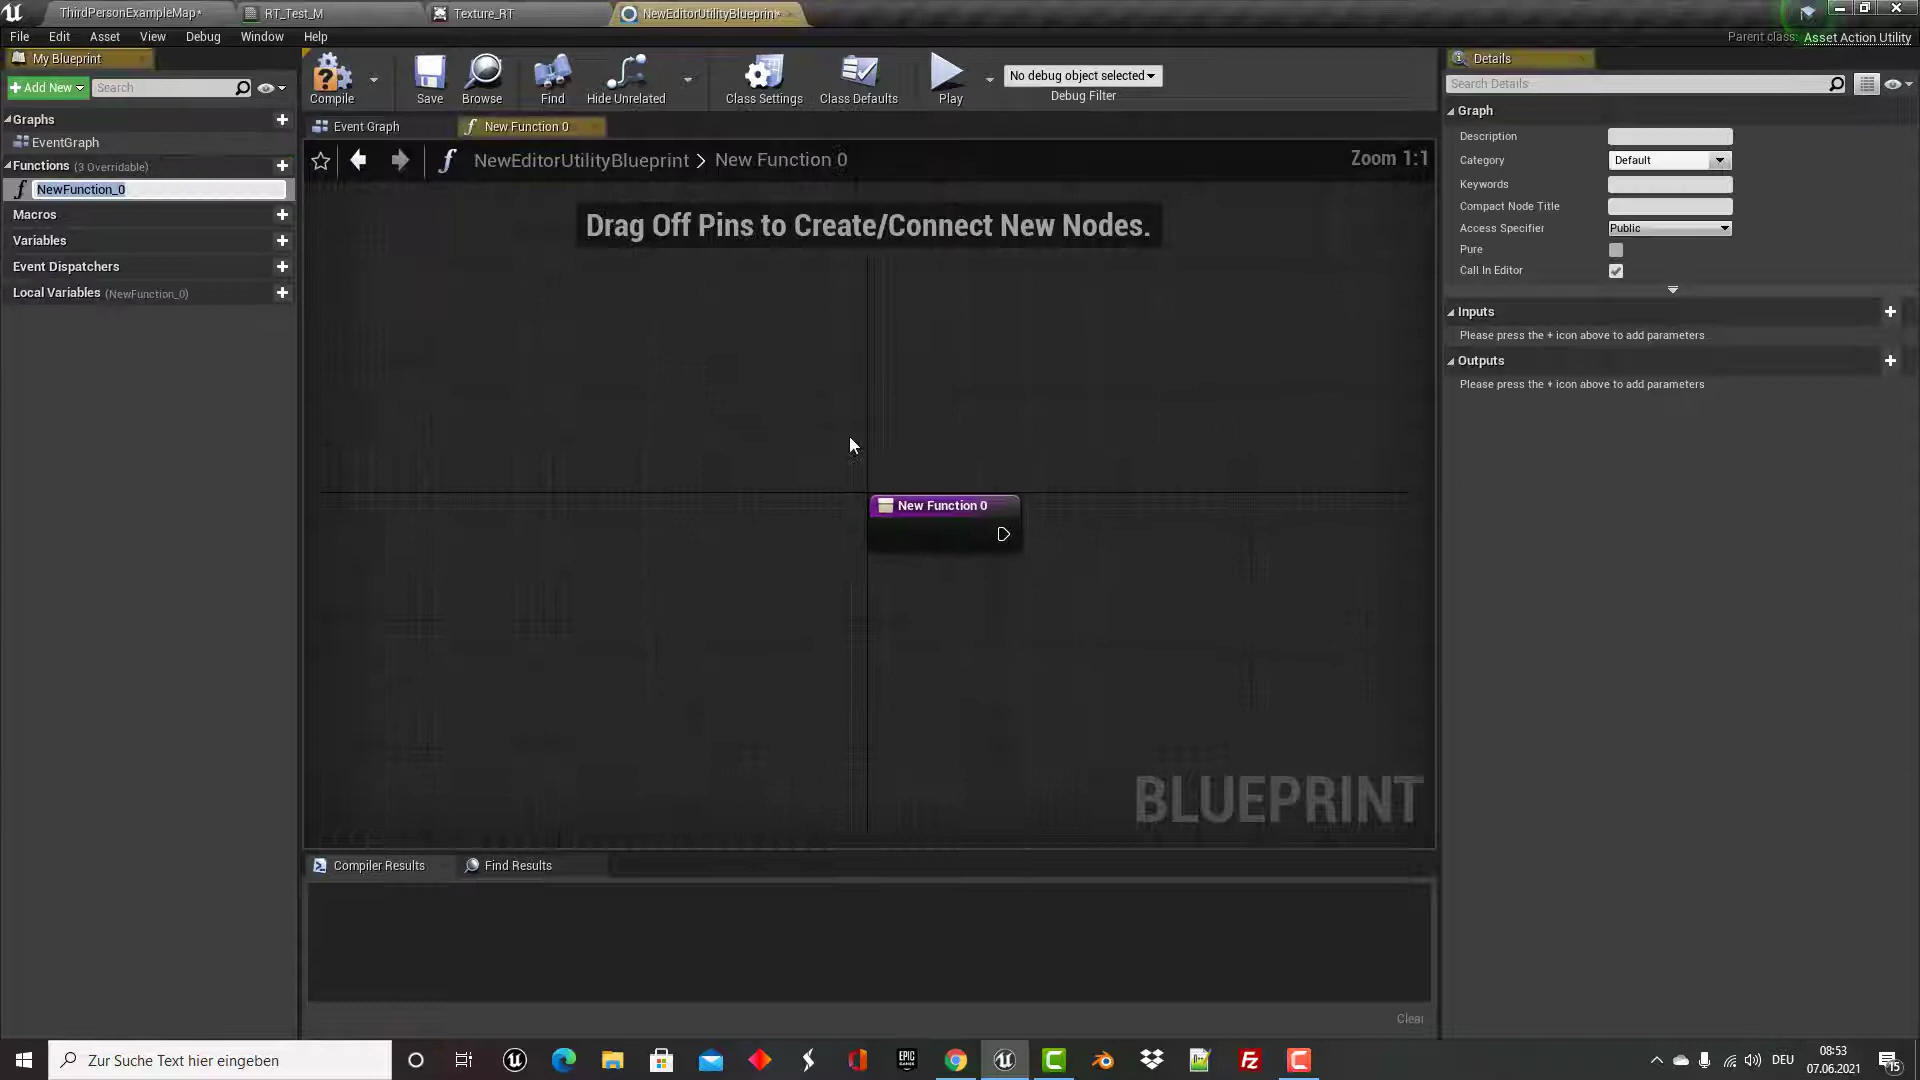 ThirdPersonExampleMap*
RT_Test_M
Texture_RT
NewEditorUtilityBlueprint*
File Edit Asset View Debug Window Help
Parent class: Asset Action Utility
My Blueprint
Add New
Search
Compile
Save
Browse
Find
Hide Unrelated
Class Settings
Class Defaults
Play
No debug object selected
Debug Filter
Details
Search Details
Graphs
EventGraph
Functions (3 Overridable)
NewFunction_0
Macros
Variables
Event Dispatchers
Local Variables (NewFunction_0)
Event Graph
New Function 0
NewEditorUtilityBlueprint > New Function 0
Zoom 1:1
Drag Off Pins to Create/Connect New Nodes.
New Function 0
BLUEPRINT
Compiler Results
Find Results
Clear
Graph
Description
Category Default
Keywords
Compact Node Title
Access Specifier Public
Pure
Call In Editor
Inputs
Please press the + icon above to add parameters
Outputs
Please press the + icon above to add parameters
Zur Suche Text hier eingeben
EPIC
GAMES
Fz
DEU
08:53
07.06.2021
15